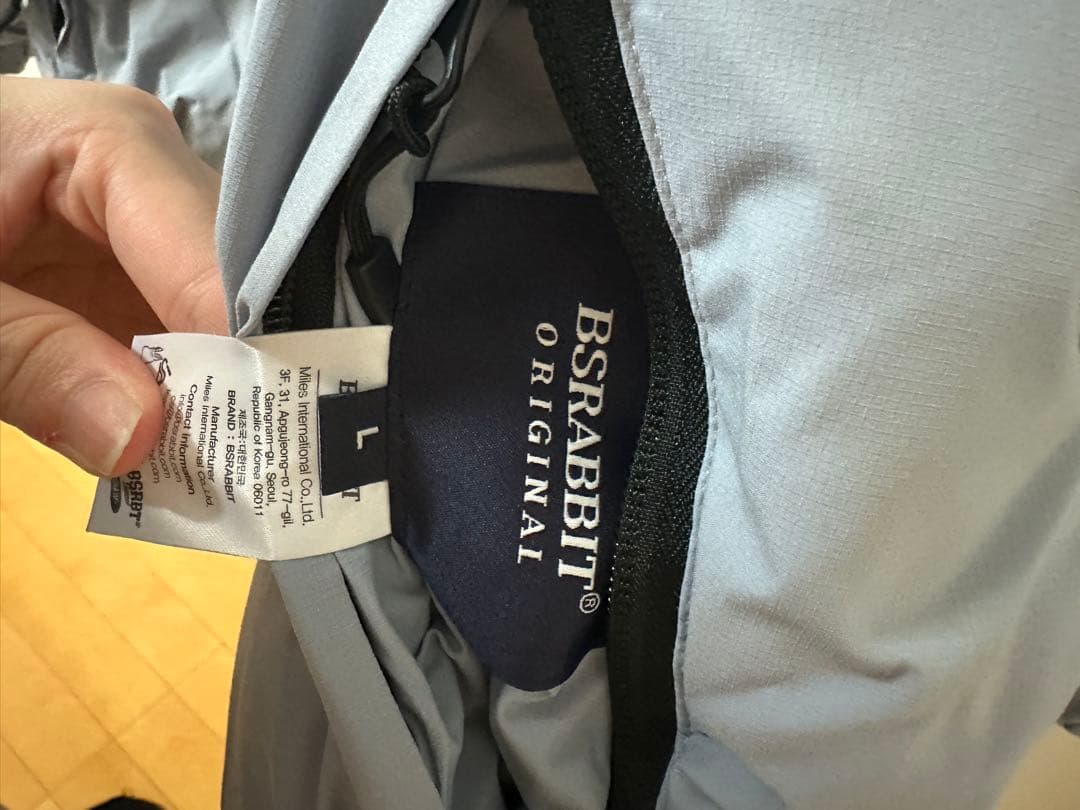 BSRABBIT®
ORIGINAL
L
Miles International Co.,Ltd.
3F, 31, Apgujeong-ro 77-gil,
Gangnam-gu, Seoul,
Republic of Korea 06011
제조국:대한민국
BRAND : BSRABBIT
Manufacturer
Miles International Co., Ltd.
Contact Information
BSRBT®